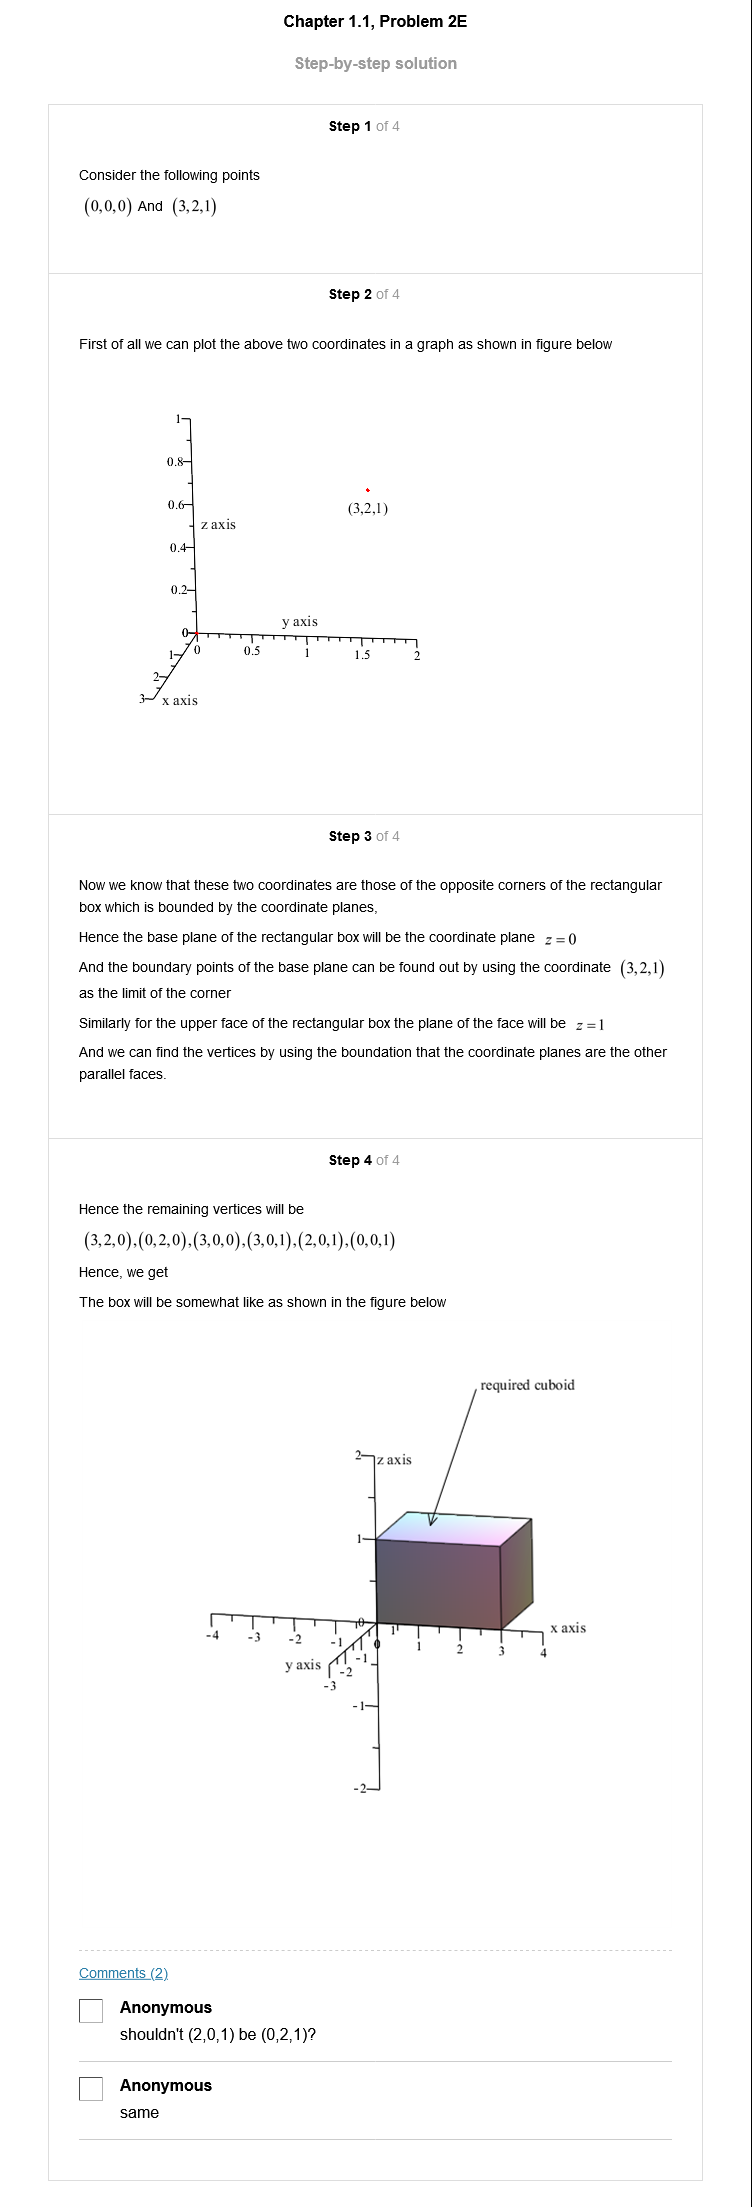 Chapter 1.1, Problem 2E
Step-by-step solution
Step 1 of 4
Consider the following points
(0,0,0) And (3,2,1)
Step 2 of 4
First of all we can plot the above two coordinates in a graph as shown in figure below
1
0.8
0.6
z axis
0.4
0.2
0
(3,2,1)
y axis
0
0.5
1
1.5
2
1
2
3
x axis
Step 3 of 4
Now we know that these two coordinates are those of the opposite corners of the rectangular
box which is bounded by the coordinate planes,
Hence the base plane of the rectangular box will be the coordinate plane z = 0
And the boundary points of the base plane can be found out by using the coordinate (3,2,1)
as the limit of the corner
Similarly for the upper face of the rectangular box the plane of the face will be z = 1
And we can find the vertices by using the boundation that the coordinate planes are the other
parallel faces.
Step 4 of 4
Hence the remaining vertices will be
(3,2,0),(0,2,0),(3,0,0),(3,0,1),(2,0,1),(0,0,1)
Hence, we get
The box will be somewhat like as shown in the figure below
required cuboid
2
z axis
1
0
-4
-3
-2
-1
0
1
1
2
3
4
x axis
y axis
-1
-2
-3
-1
-2
Comments (2)
Anonymous
shouldn't (2,0,1) be (0,2,1)?
Anonymous
same